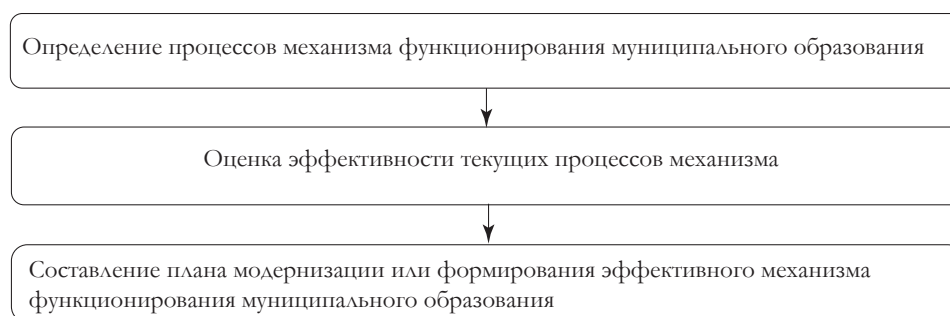 Определение процессов механизма функционирования муниципального образования
Оценка эффективности текущих процессов механизма
Составление плана модернизации или формирования эффективного механизма
функционирования муниципального образования